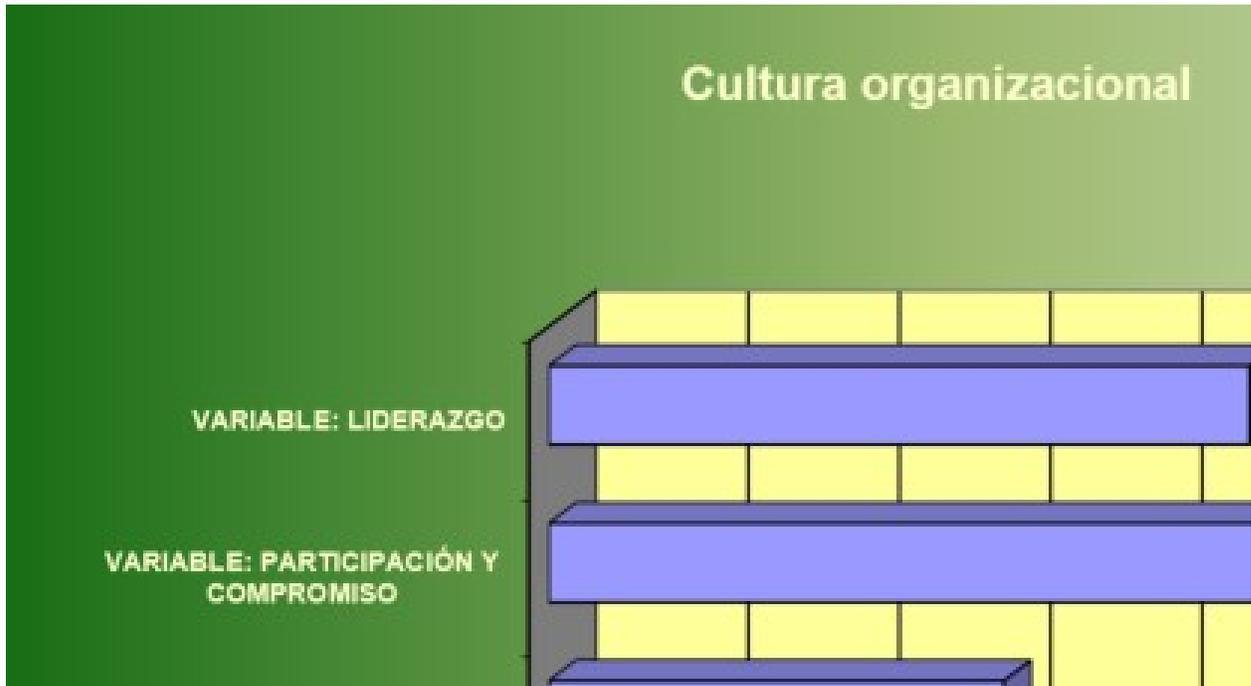 Cultura organizacional
VARIABLE: LIDERAZGO
VARIABLE: PARTICIPACIÓN Y
COMPROMISO